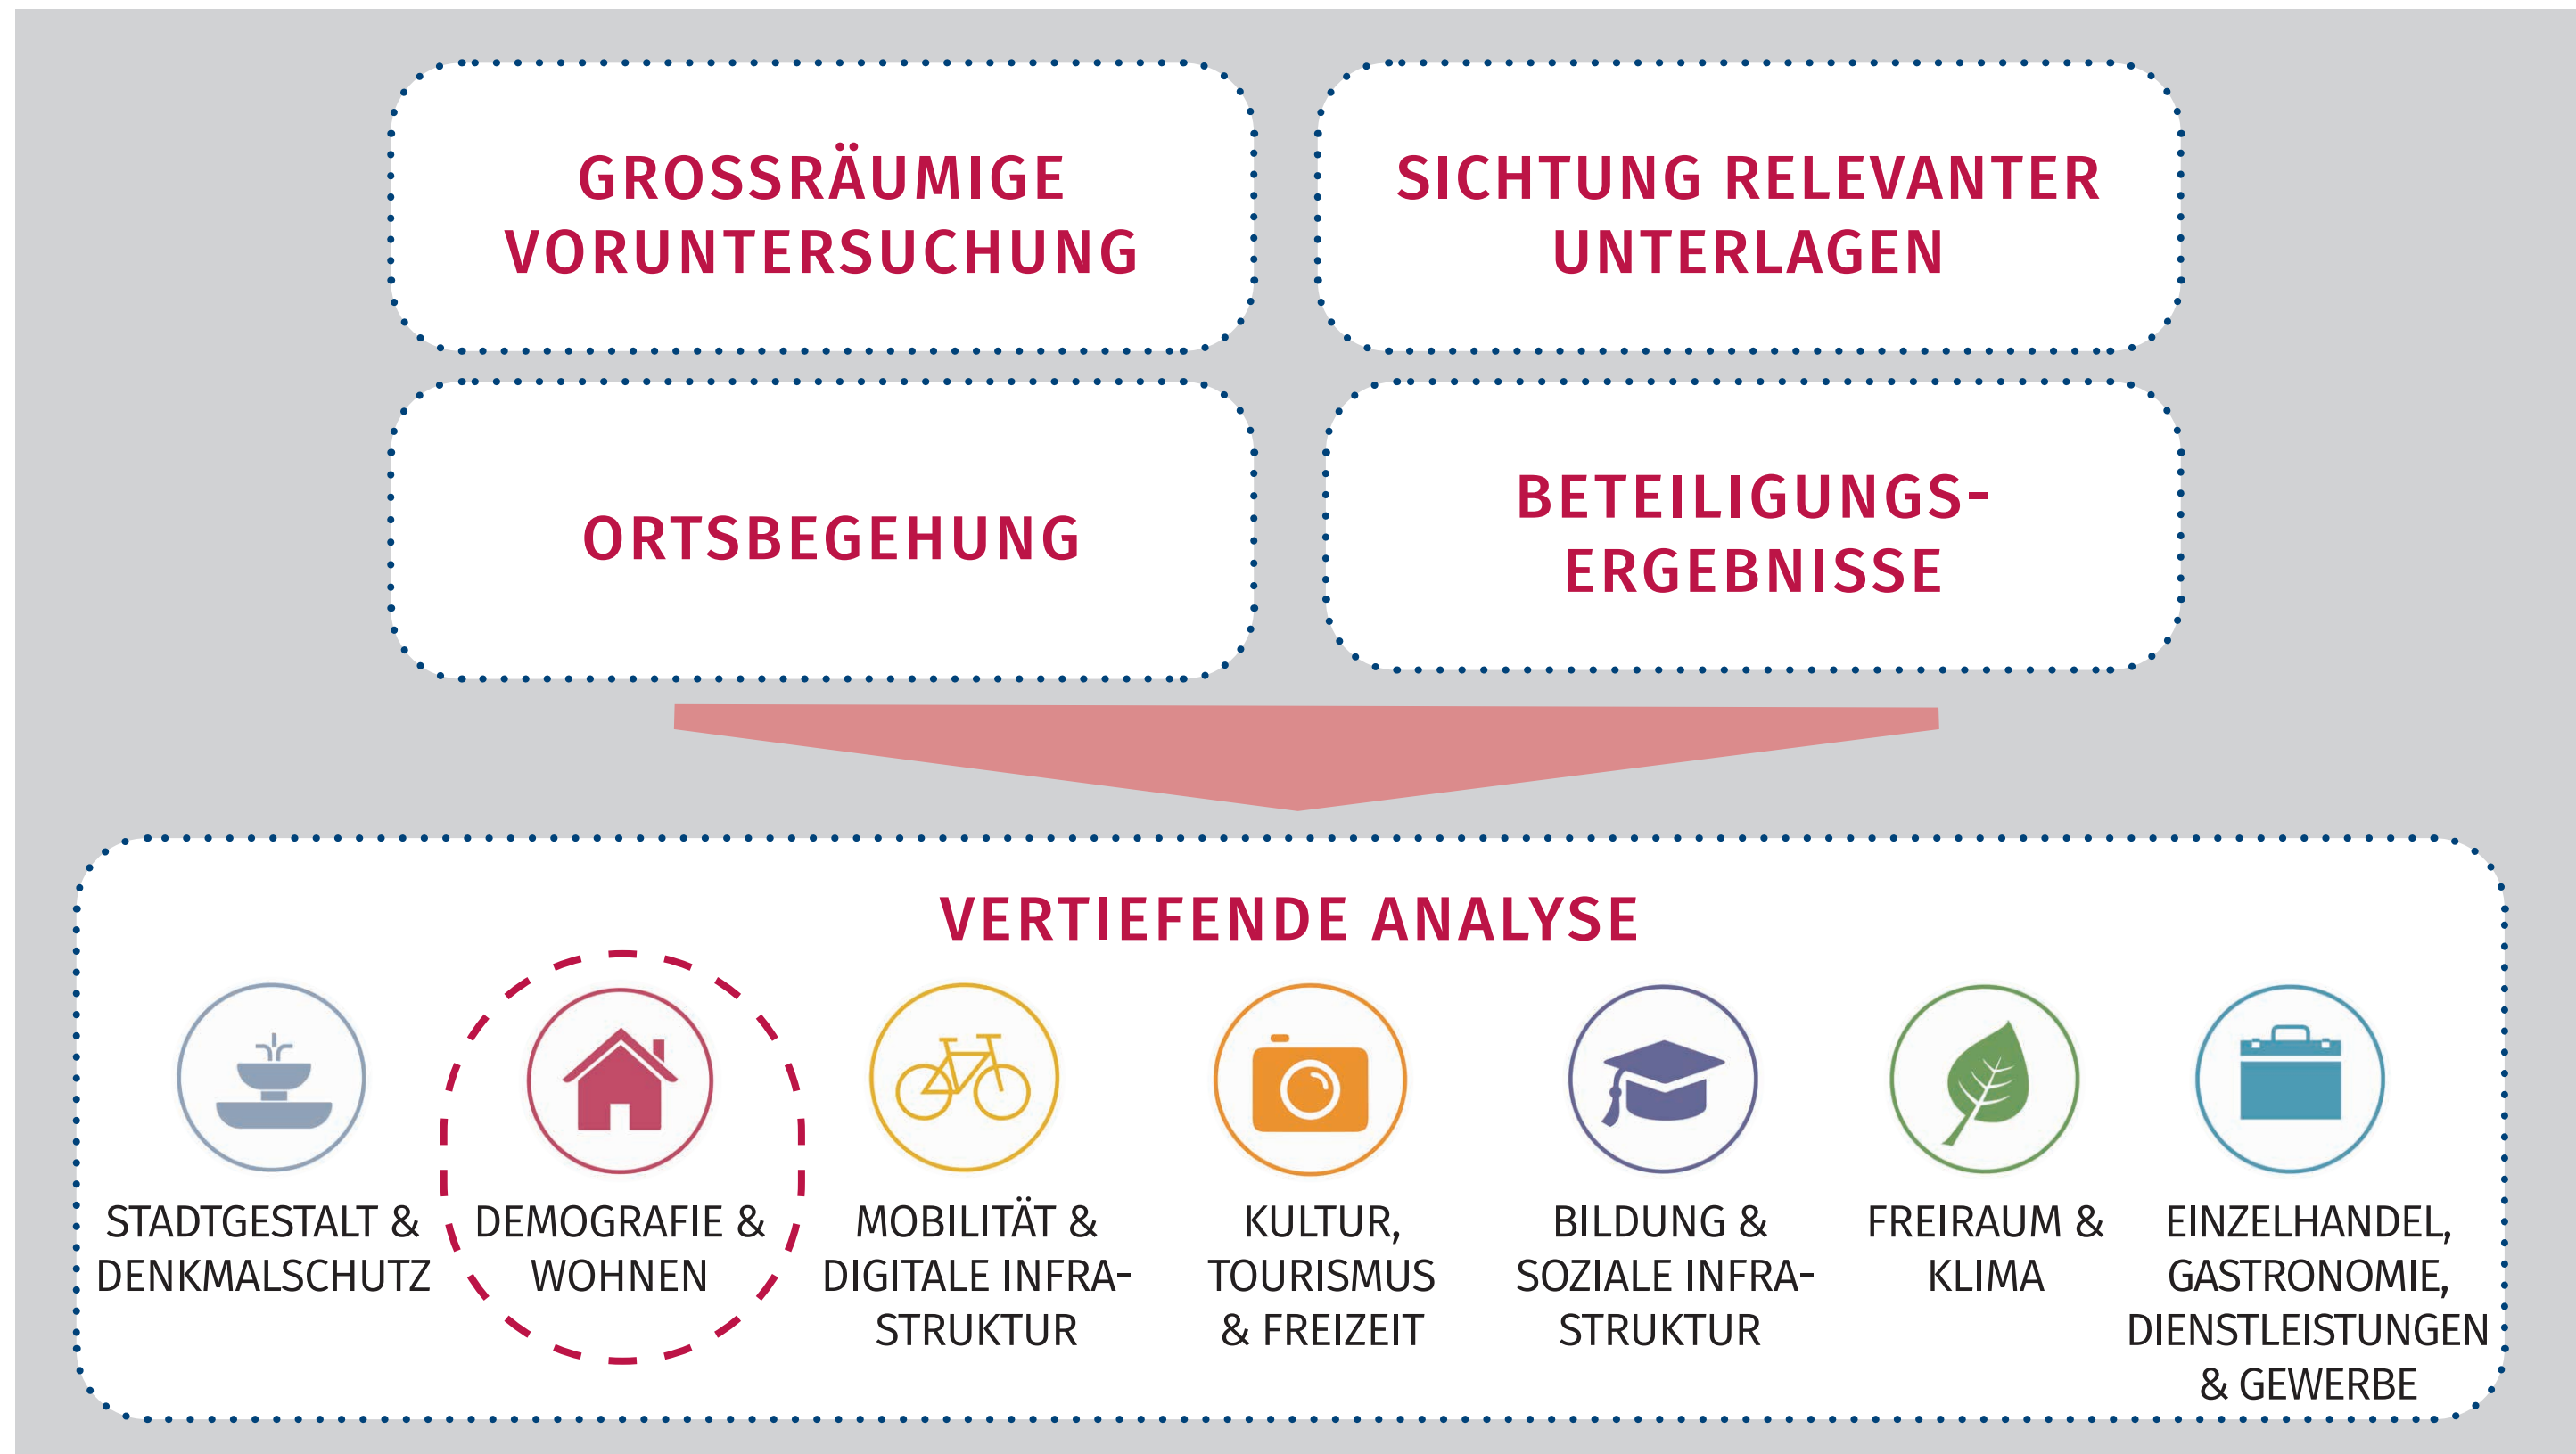 GROSSRÄUMIGE
VORUNTERSUCHUNG
SICHTUNG RELEVANTER
UNTERLAGEN
ORTSBEGEHUNG
BETEILIGUNGS-
ERGEBNISSE
VERTIEFENDE ANALYSE
STADTGESTALT &
DENKMALSCHUTZ
DEMOGRAFIE &
WOHNEN
MOBILITÄT &
DIGITALE INFRA-
STRUKTUR
KULTUR,
TOURISMUS
& FREIZEIT
BILDUNG &
SOZIALE INFRA-
STRUKTUR
FREIRAUM &
KLIMA
EINZELHANDEL,
GASTRONOMIE,
DIENSTLEISTUNGEN
& GEWERBE